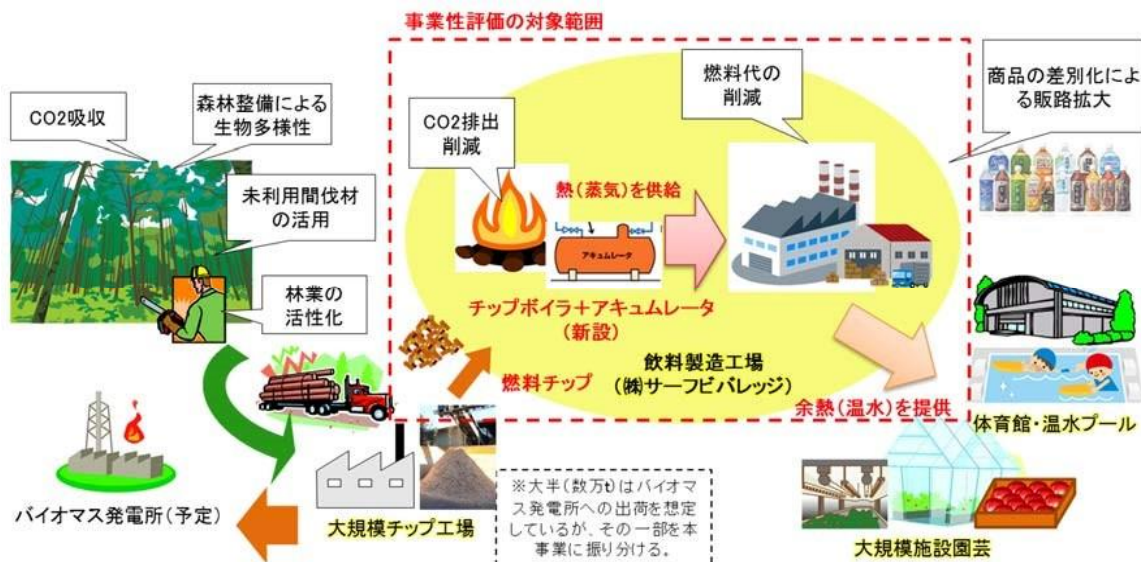 事業性評価の対象範囲
CO2吸収
森林整備による
生物多様性
未利用間伐材
の活用
林業の
活性化
CO2排出
削減
燃料代の
削減
商品の差別化によ
る販路拡大
熱(蒸気)を供給
アキュムレータ
チップボイラ+アキュムレータ
(新設)
燃料チップ
飲料製造工場
(㈱サーフビバレッジ)
余熱(温水)を提供
体育館・温水プール
バイオマス発電所(予定)
大規模チップ工場
※大半(数万t)はバイオマ
ス発電所への出荷を想定
しているが、その一部を本
事業に振り分ける。
大規模施設園芸